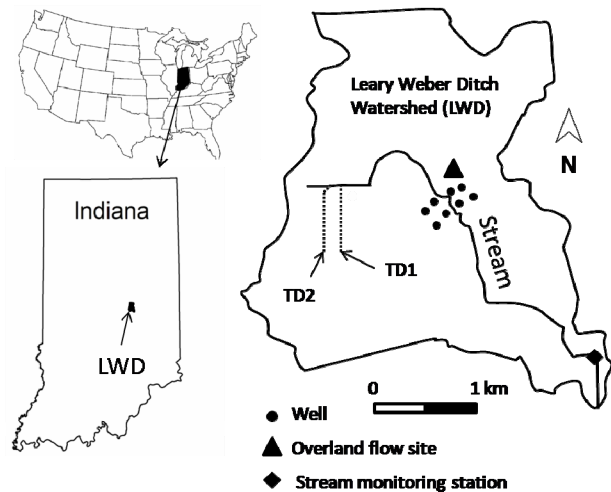 Leary Weber Ditch
Watershed (LWD)
N
Indiana
Stream
TD1
TD2
LWD
0 1 km
Well
Overland flow site
Stream monitoring station